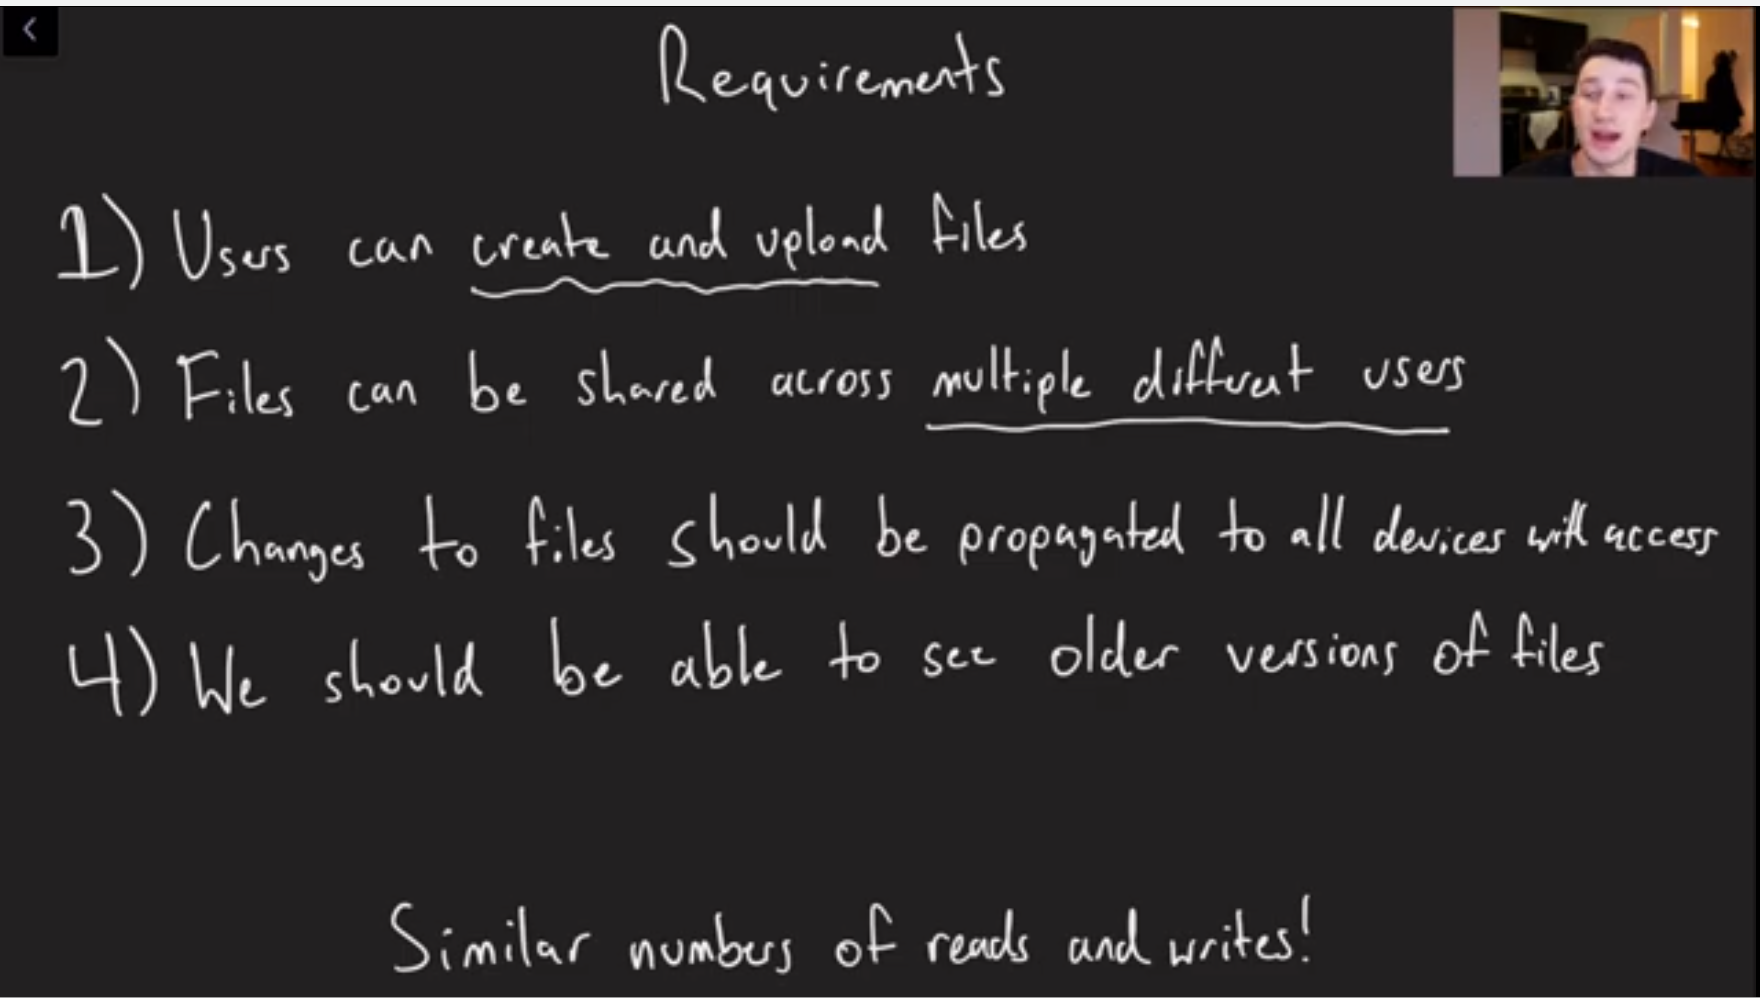 Requirements
1) Users can create and upload files
2) Files can be shared across multiple different users
3) Changes to files should be propagated to all devices with access
4) We should be able to see older versions of files
Similar numbers of reads and writes!